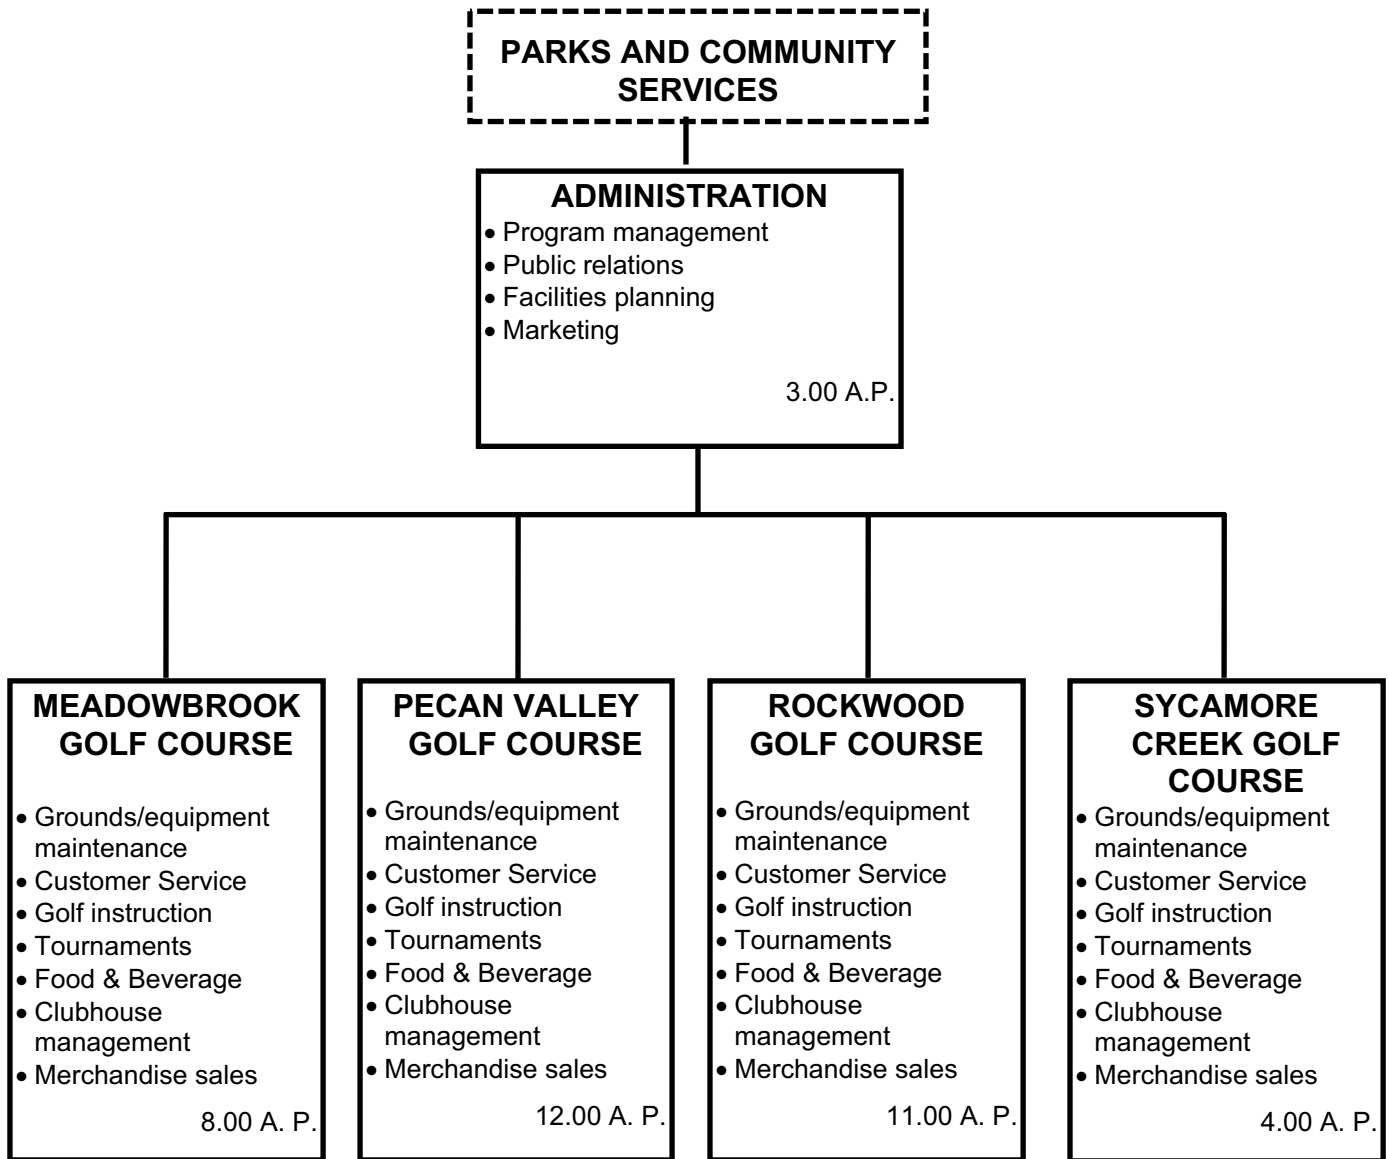 PARKS AND COMMUNITY
SERVICES
ADMINISTRATION
• Program management
• Public relations
• Facilities planning
• Marketing
3.00 A.P.
MEADOWBROOK
GOLF COURSE
• Grounds/equipment
maintenance
• Customer Service
• Golf instruction
• Tournaments
• Food & Beverage
• Clubhouse
management
• Merchandise sales
8.00 A. P.
PECAN VALLEY
GOLF COURSE
• Grounds/equipment
maintenance
• Customer Service
• Golf instruction
• Tournaments
• Food & Beverage
• Clubhouse
management
• Merchandise sales
12.00 A. P.
ROCKWOOD
GOLF COURSE
• Grounds/equipment
maintenance
• Customer Service
• Golf instruction
• Tournaments
• Food & Beverage
• Clubhouse
management
• Merchandise sales
11.00 A. P.
SYCAMORE
CREEK GOLF
COURSE
• Grounds/equipment
maintenance
• Customer Service
• Golf instruction
• Tournaments
• Food & Beverage
• Clubhouse
management
• Merchandise sales
4.00 A. P.